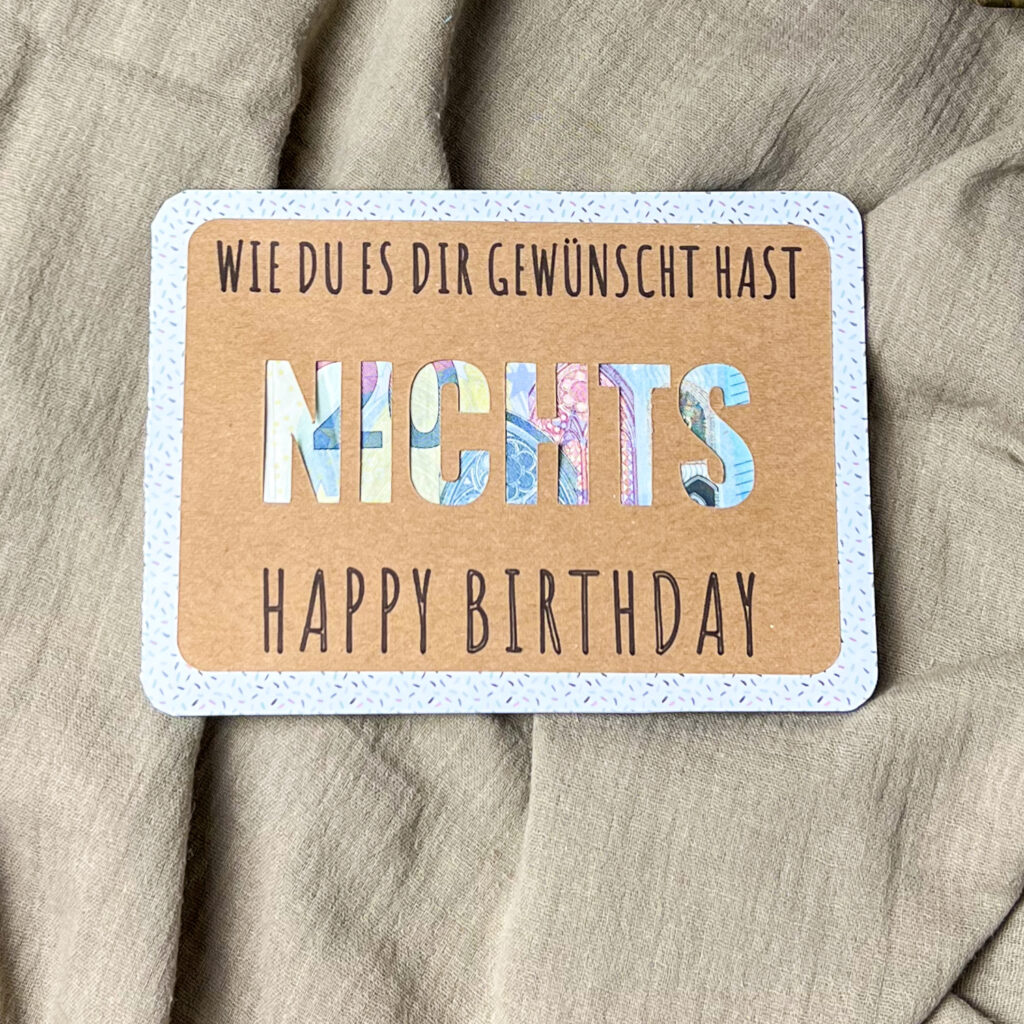 WIE DU ES DIR GEWÜNSCHT HAST
NICHTS
HAPPY BIRTHDAY